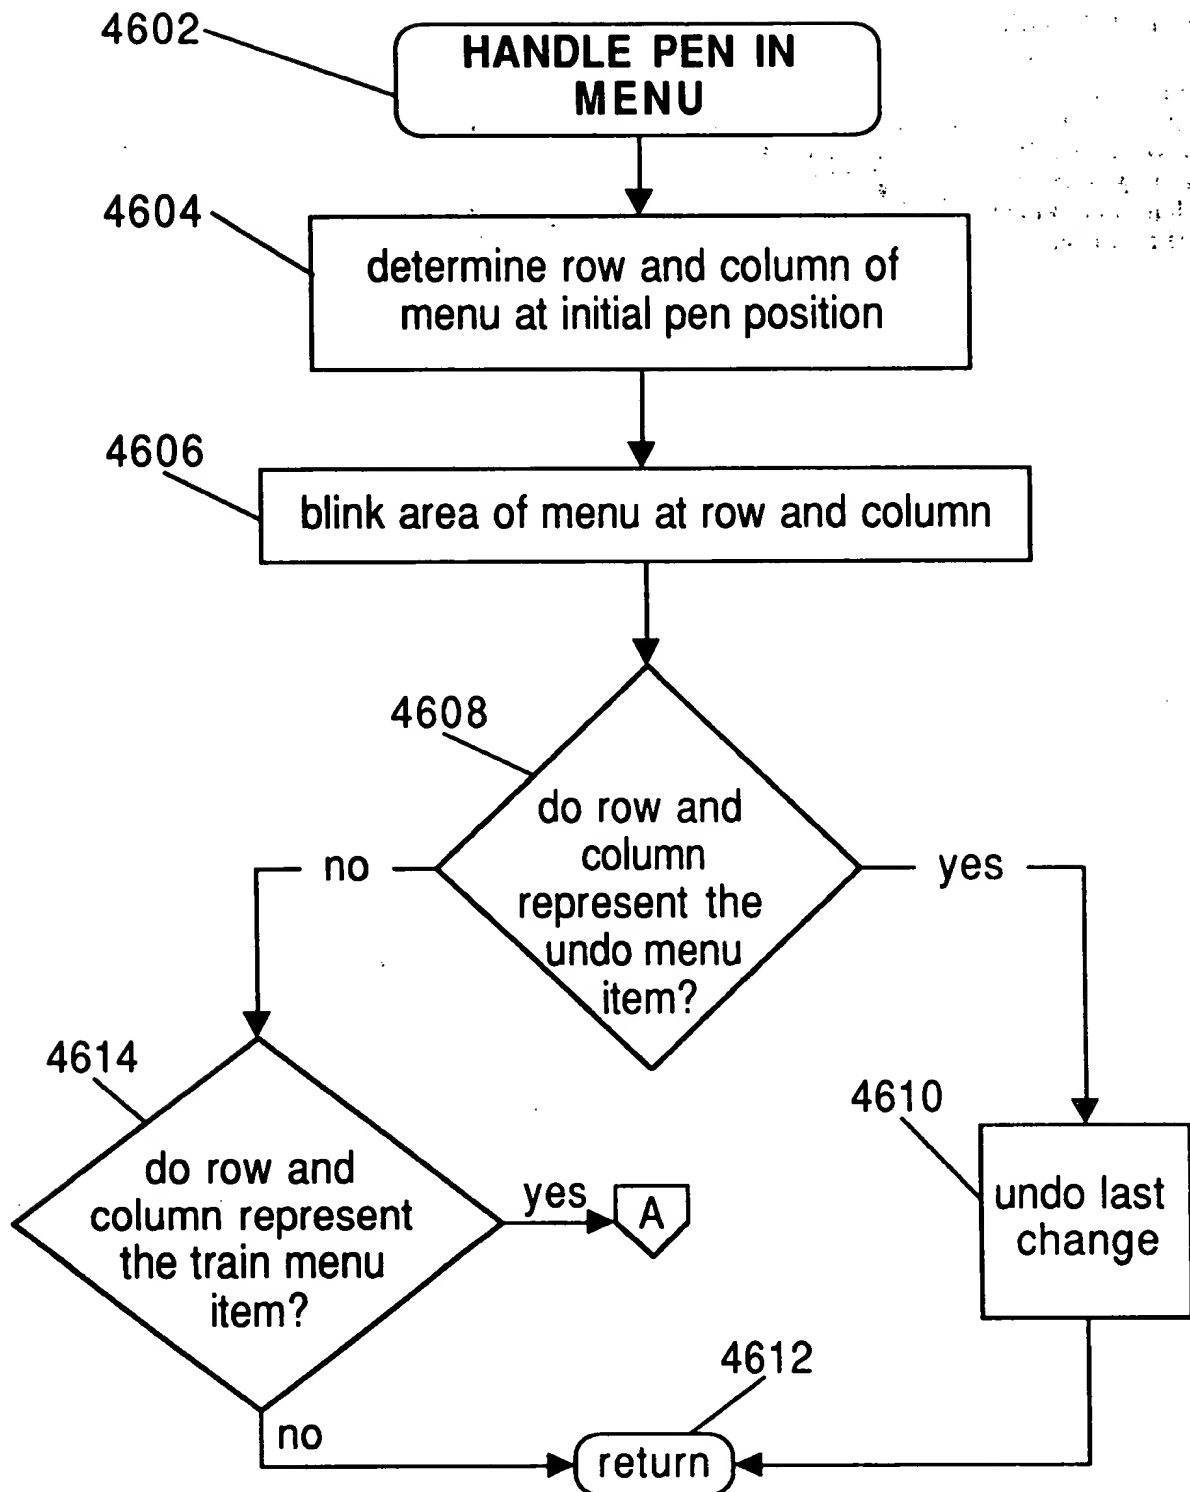 4602
HANDLE PEN IN
MENU
4604
determine row and column of
menu at initial pen position
4606
blink area of menu at row and column
4608
do row and
column
represent the
undo menu
item?
no
yes
4614
do row and
column represent
the train menu
item?
yes
A
4610
undo last
change
4612
no
return